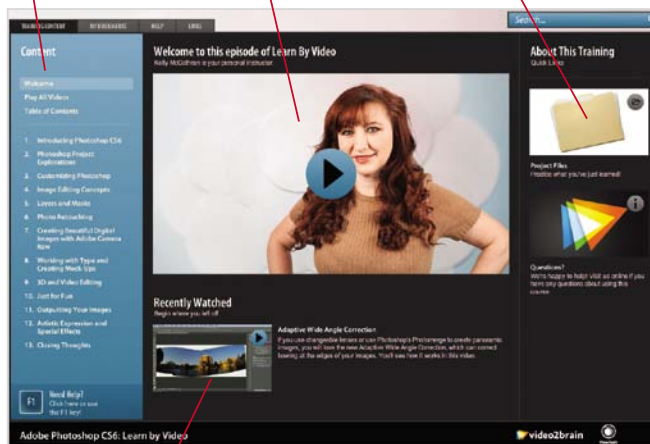 TRAINING CONTENT
HELP
LINKS
Search...
Content
Welcome
Play All Videos
Table of Contents
1. Introducing Photoshop CS6
2. Photoshop Project
Explorations
3. Customizing Photoshop
4. Image Editing Concepts
5. Layers and Masks
6. Photo Retouching
7. Creating Beautiful Digital
Images with Adobe Camera
Raw
8. Working with Type and
Creating Mock-Ups
9. 3D and Video Editing
10. Just for Fun
11. Outputting Your Images
12. Artistic Expression and
Special Effects
13. Closing Thoughts
F1
Need Help?
Click here or use
the F1 key!
Welcome to this episode of Learn By Video
Kelly McCathran is your personal instructor.
Recently Watched
Begin where you left off
Adaptive Wide Angle Correction
If you use changeable lenses or use Photoshop's Photomerge to create panoramic
images, you will love the new Adaptive Wide Angle Correction, which can correct
bowing at the edges of your images. You'll see how it works in this video.
About This Training
Quick Links
Project Files
Practice what you've just learned!
Questions?
We're happy to help! Visit us online if you
have any questions about using this
course.
Adobe Photoshop CS6: Learn by Video
video2brain